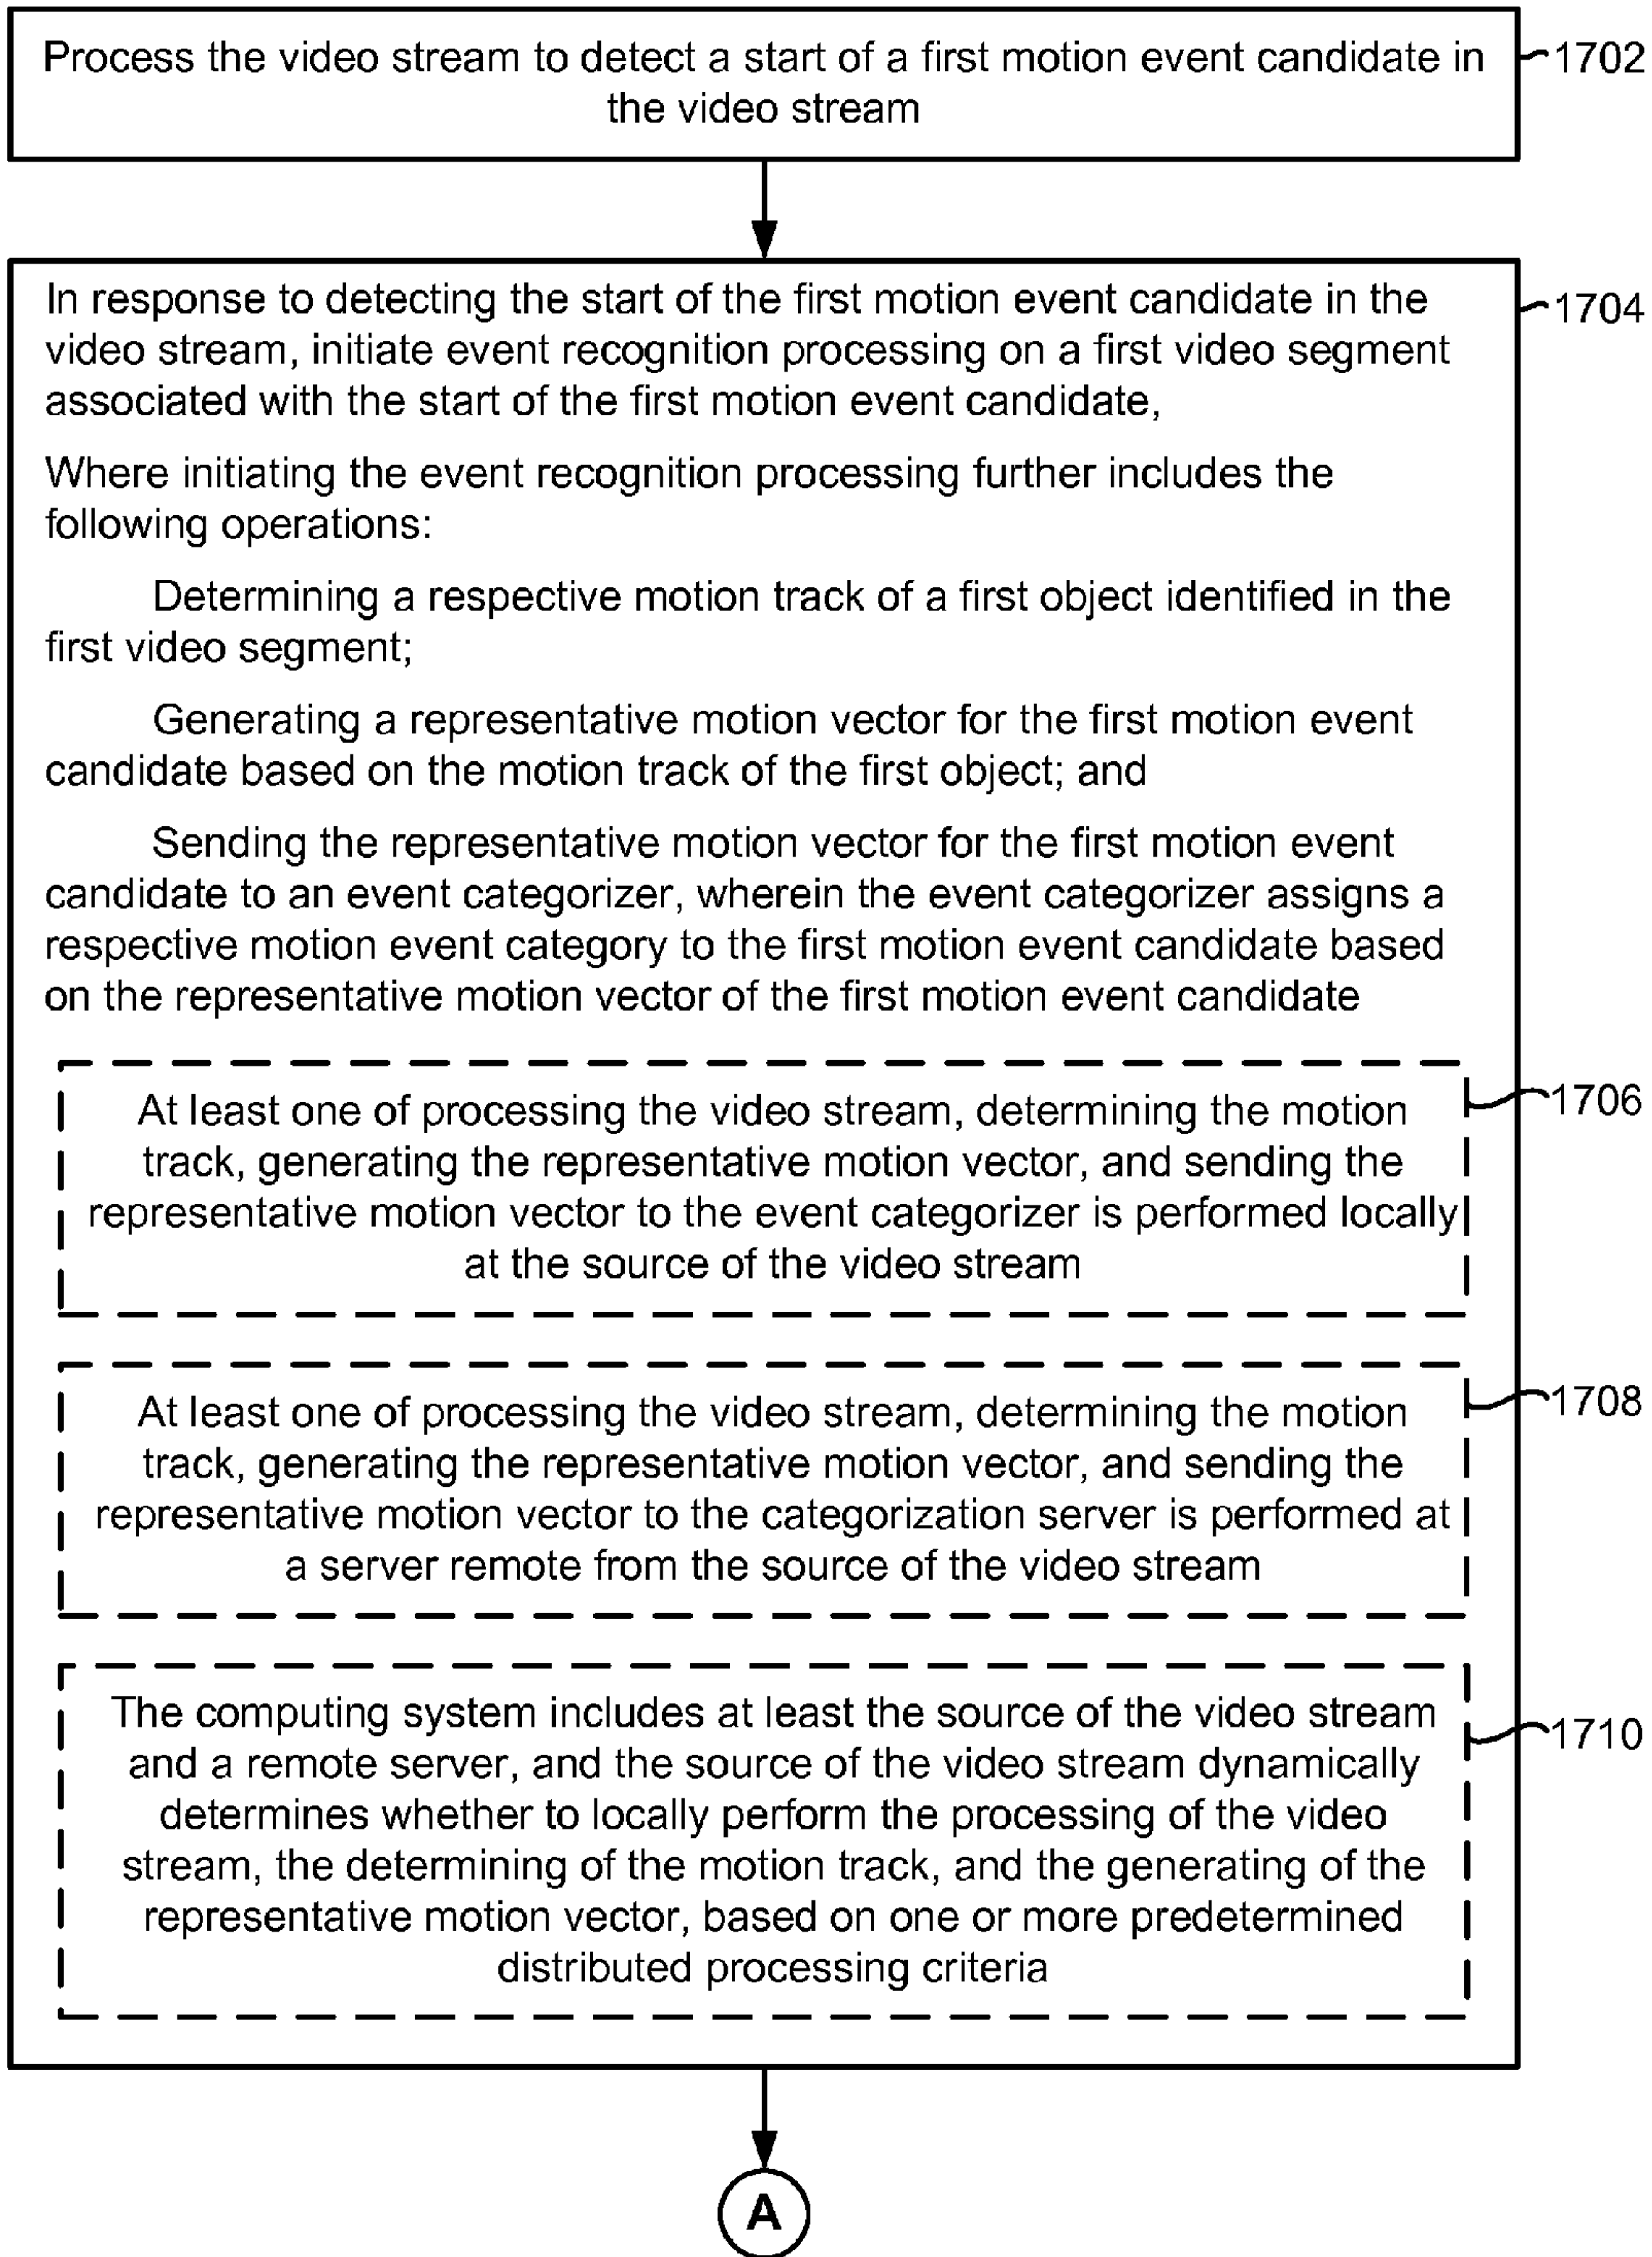 Process the video stream to detect a start of a first motion event candidate in
the video stream
1702
In response to detecting the start of the first motion event candidate in the
video stream, initiate event recognition processing on a first video segment
associated with the start of the first motion event candidate,
1704
Where initiating the event recognition processing further includes the
following operations:
Determining a respective motion track of a first object identified in the
first video segment;
Generating a representative motion vector for the first motion event
candidate based on the motion track of the first object; and
Sending the representative motion vector for the first motion event
candidate to an event categorizer, wherein the event categorizer assigns a
respective motion event category to the first motion event candidate based
on the representative motion vector of the first motion event candidate
At least one of processing the video stream, determining the motion
track, generating the representative motion vector, and sending the
representative motion vector to the event categorizer is performed locally
at the source of the video stream
1706
At least one of processing the video stream, determining the motion
track, generating the representative motion vector, and sending the
representative motion vector to the categorization server is performed at
a server remote from the source of the video stream
1708
The computing system includes at least the source of the video stream
and a remote server, and the source of the video stream dynamically
determines whether to locally perform the processing of the video
stream, the determining of the motion track, and the generating of the
representative motion vector, based on one or more predetermined
distributed processing criteria
1710
A